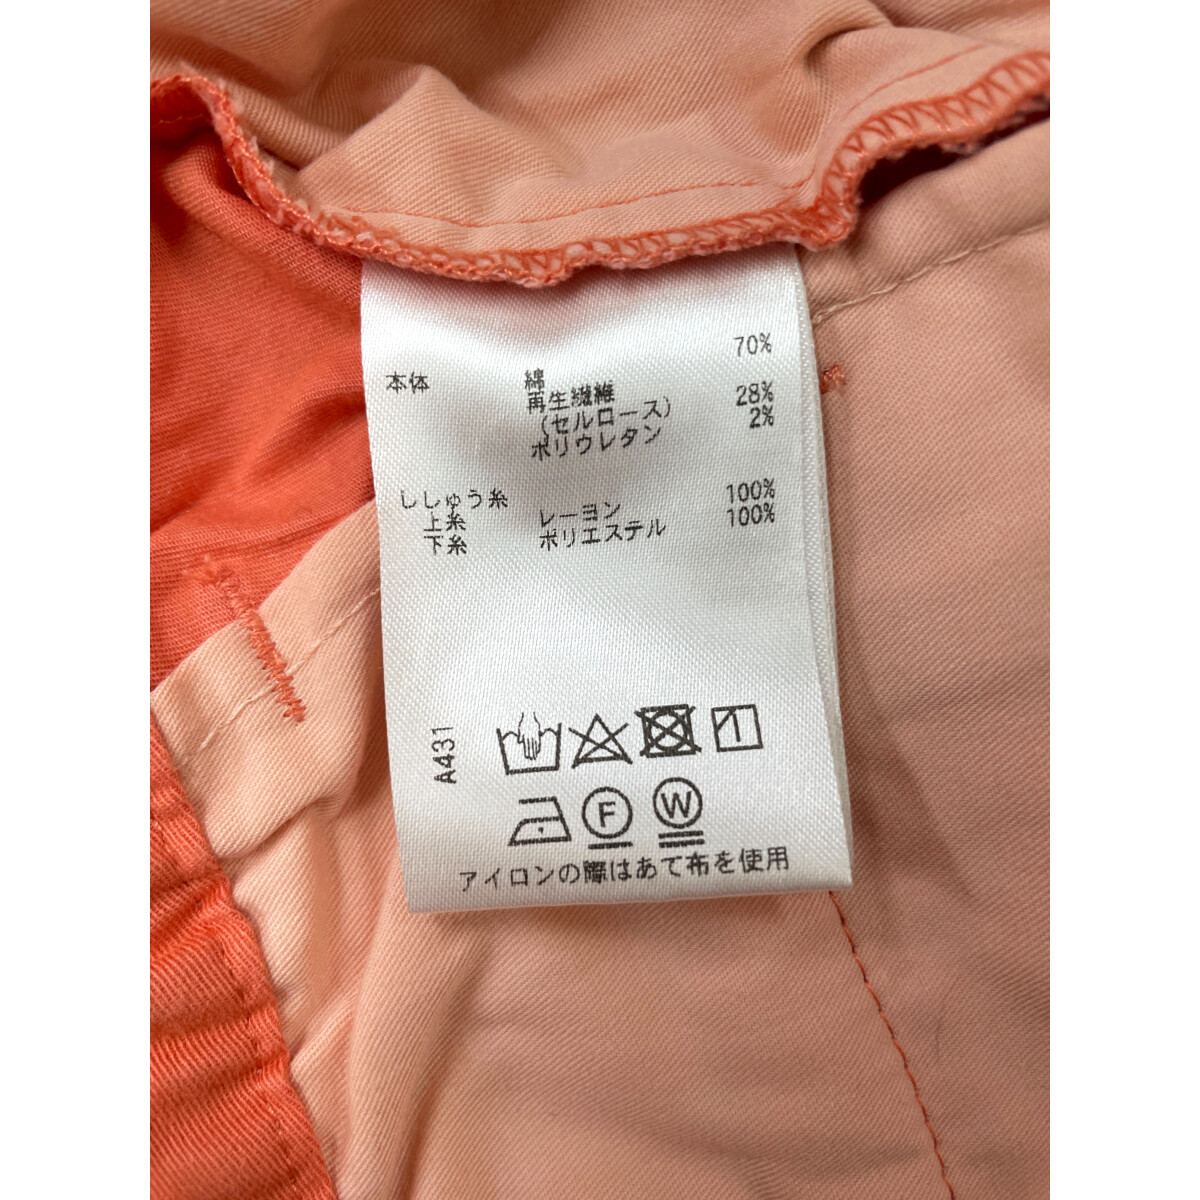 70%
本体 綿
再生繊維 28%
(セルロース) 2%
ポリウレタン
ししゅう糸 100%
上糸 レーヨン 100%
下糸 ポリエステル
A431
F
W
アイロンの際はあて布を使用